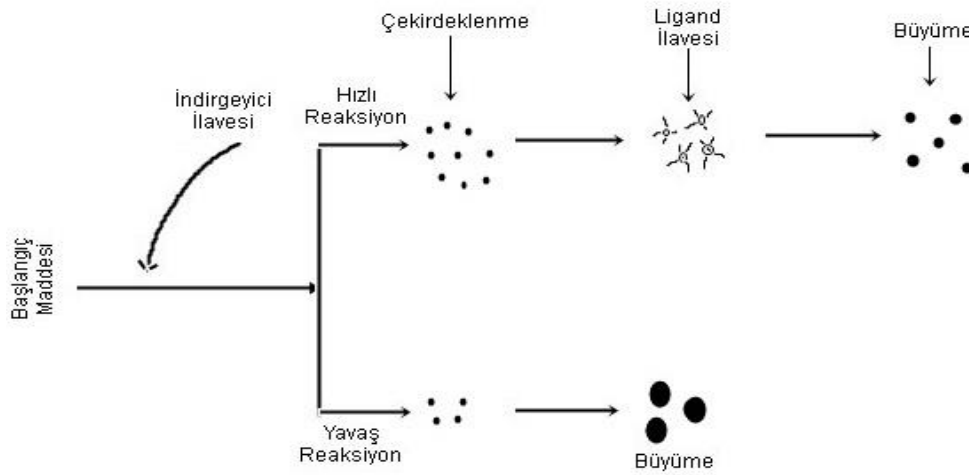 Çekirdeklenme
Ligand
İlavesi
Büyüme
İndirgeyici
İlavesi
Hızlı
Reaksiyon
Başlangıç
Maddesi
Yavaş
Reaksiyon
Büyüme